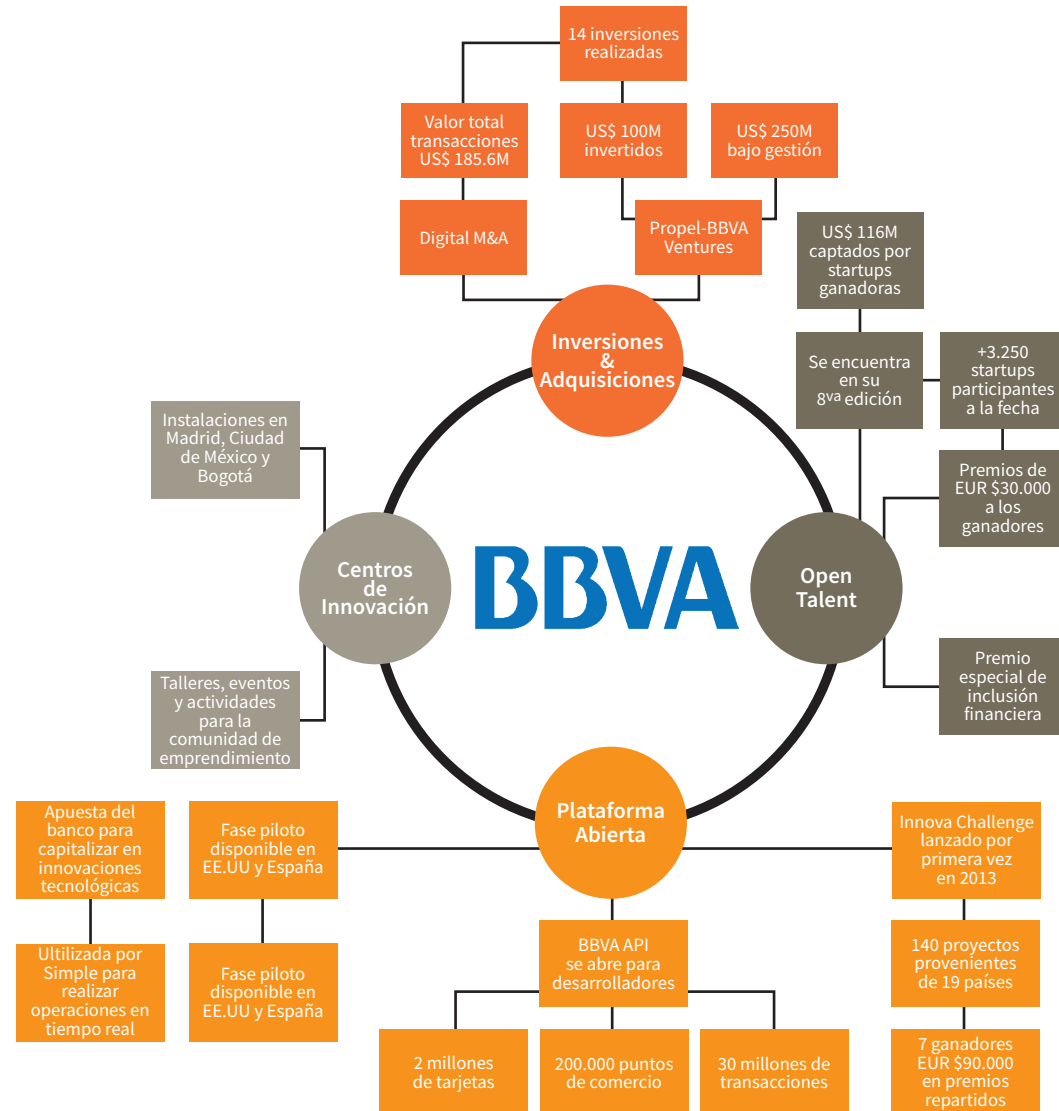 14 inversiones
realizadas
Valor total
transacciones
US$ 185.6M
US$ 100M
invertidos
US$ 250M
bajo gestión
Digital M&A
Propel-BBVA
Ventures
US$ 116M
captados por
startups
ganadoras
Inversiones
&
Adquisiciones
Se encuentra
en su
8va edición
+3.250
startups
participantes
a la fecha
Instalaciones en
Madrid, Ciudad
de México y
Bogotá
Premios de
EUR $30.000
a los
ganadores
Centros
de
Innovación
BBVA
Open
Talent
Talleres, eventos
y actividades
para la
comunidad de
emprendimiento
Premio
especial de
inclusión
financiera
Plataforma
Abierta
Apuesta del
banco para
capitalizar en
innovaciones
tecnológicas
Fase piloto
disponible en
EE.UU y España
Innova Challenge
lanzado por
primera vez
en 2013
Ultilizada por
Simple para
realizar
operaciones en
tiempo real
Fase piloto
disponible en
EE.UU y España
BBVA API
se abre para
desarrolladores
140 proyectos
provenientes
de 19 países
2 millones
de tarjetas
200.000 puntos
de comercio
30 millones de
transacciones
7 ganadores
EUR $90.000
en premios
repartidos